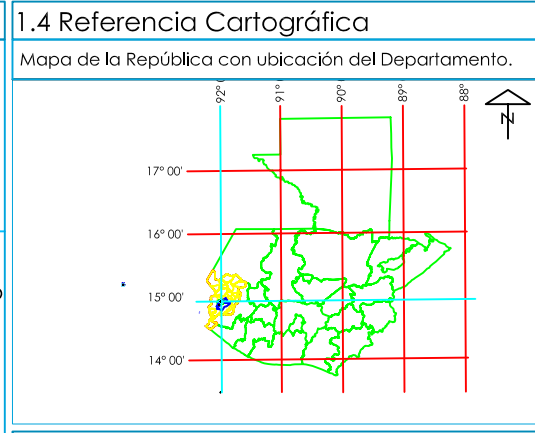 1.4 Referencia Cartográfica
Mapa de la República con ubicación del Departamento.
92° 91° 90° 89° 88°
N
17° 00'
16° 00'
15° 00'
14° 00'